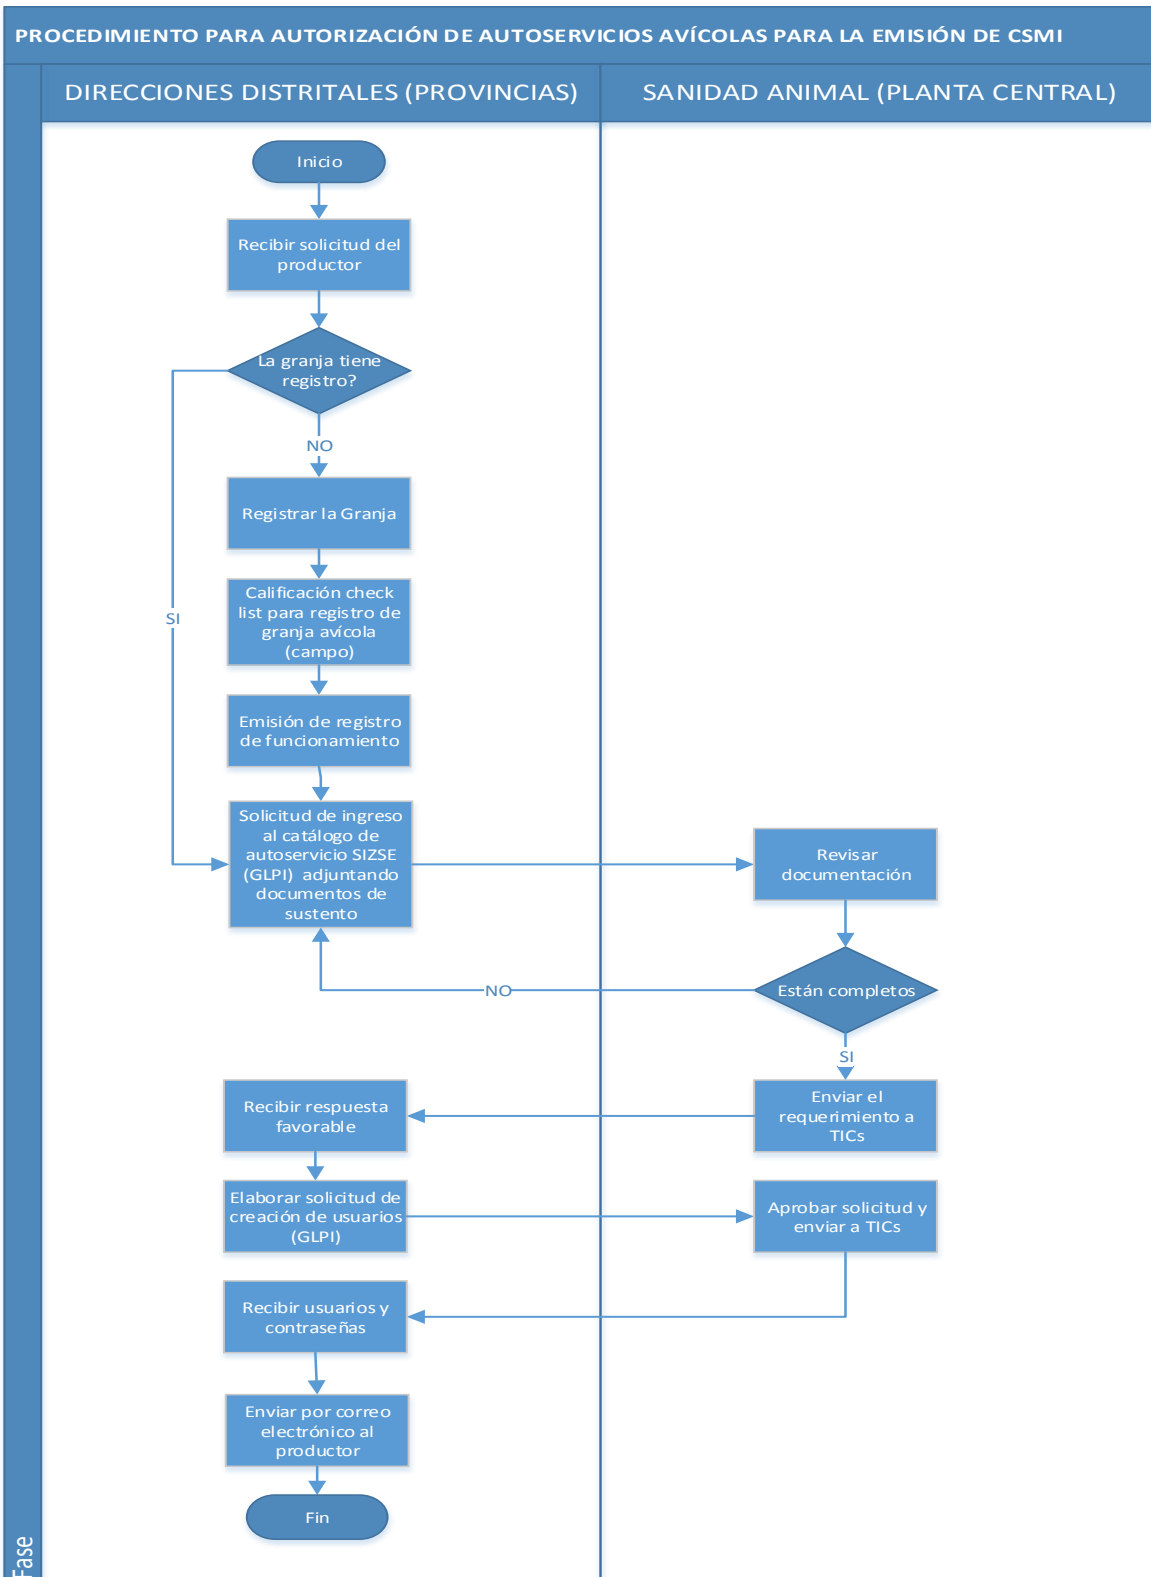 PROCEDIMIENTO PARA AUTORIZACIÓN DE AUTOSERVICIOS AVÍCOLAS PARA LA EMISIÓN DE CSMI
DIRECCIONES DISTRITALES (PROVINCIAS)
SANIDAD ANIMAL (PLANTA CENTRAL)
Inicio
Recibir solicitud del
productor
La granja tiene
registro?
NO
Registrar la Granja
SI
Calificación check
list para registro de
granja avícola
(campo)
Emisión de registro
de funcionamiento
Solicitud de ingreso
al catálogo de
autoservicio SIZSE
(GLPI) adjuntando
documentos de
sustento
Revisar
documentación
Están completos
NO
SI
Enviar el
requerimiento a
TICs
Recibir respuesta
favorable
Elaborar solicitud de
creación de usuarios
(GLPI)
Aprobar solicitud y
enviar a TICs
Recibir usuarios y
contraseñas
Enviar por correo
electrónico al
productor
Fin
Fase